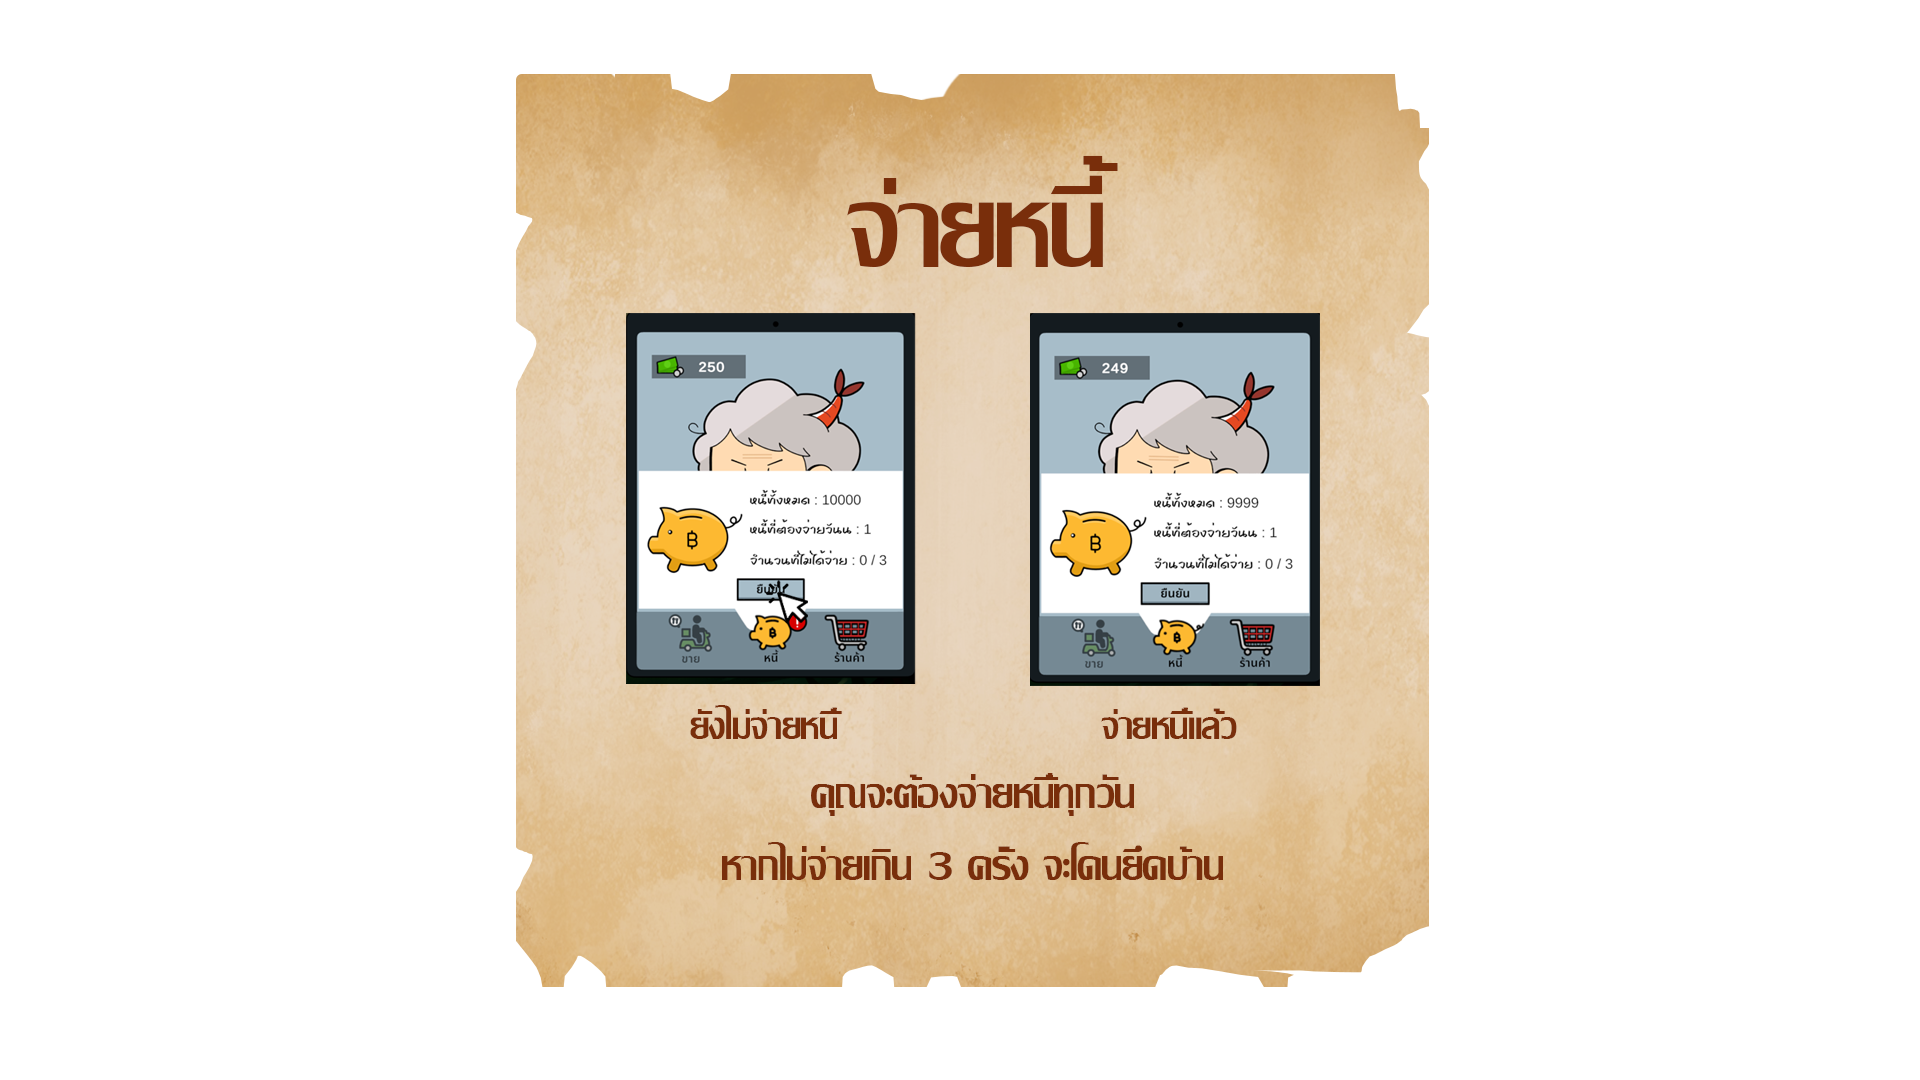 จ่ายหนี้
250
หนี้ทั้งหมด : 10000
หนี้ที่ต้องจ่ายวันน : 1
จำนวนที่ไม่ได้จ่าย : 0 / 3
ยืนยัน
ขาย
หนี้
ร้านค้า
249
หนี้ทั้งหมด : 9999
หนี้ที่ต้องจ่ายวันน : 1
จำนวนที่ไม่ได้จ่าย : 0 / 3
ยืนยัน
ขาย
หนี้
ร้านค้า
ยังไม่จ่ายหนี้
จ่ายหนี้แล้ว
คุณจะต้องจ่ายหนี้ทุกวัน
หากไม่จ่ายเกิน 3 ครั้ง จะโดนยึดบ้าน